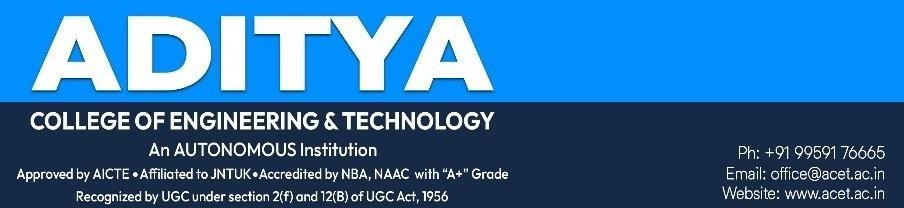 ADITYA
COLLEGE OF ENGINEERING & TECHNOLOGY
An AUTONOMOUS Institution
Approved by AICTE •Affiliated to JNTUK•Accredited by NBA, NAAC with “A+” Grade
Recognized by UGC under section 2(f) and 12(B) of UGC Act, 1956
Ph: +91 99591 76665
Email: office@acet.ac.in
Website: www.acet.ac.in